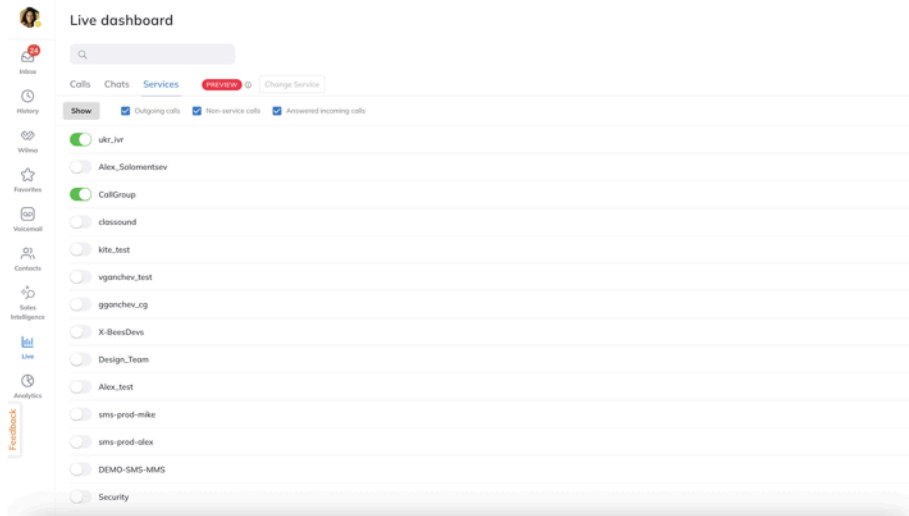 Live dashboard
24
Inbox
History
Wilma
Favorites
Voicemail
Contacts
Sales
Intelligence
Live
Analytics
Feedback
Calls Chats Services PREVIEW Change Service
Show Outgoing calls Non-service calls Answered incoming calls
ukr_ivr
Alex_Solomentsev
CallGroup
classound
kite_test
vganchev_test
gganchev_cg
X-BeesDevs
Design_Team
Alex_test
sms-prod-mike
sms-prod-alex
DEMO-SMS-MMS
Security